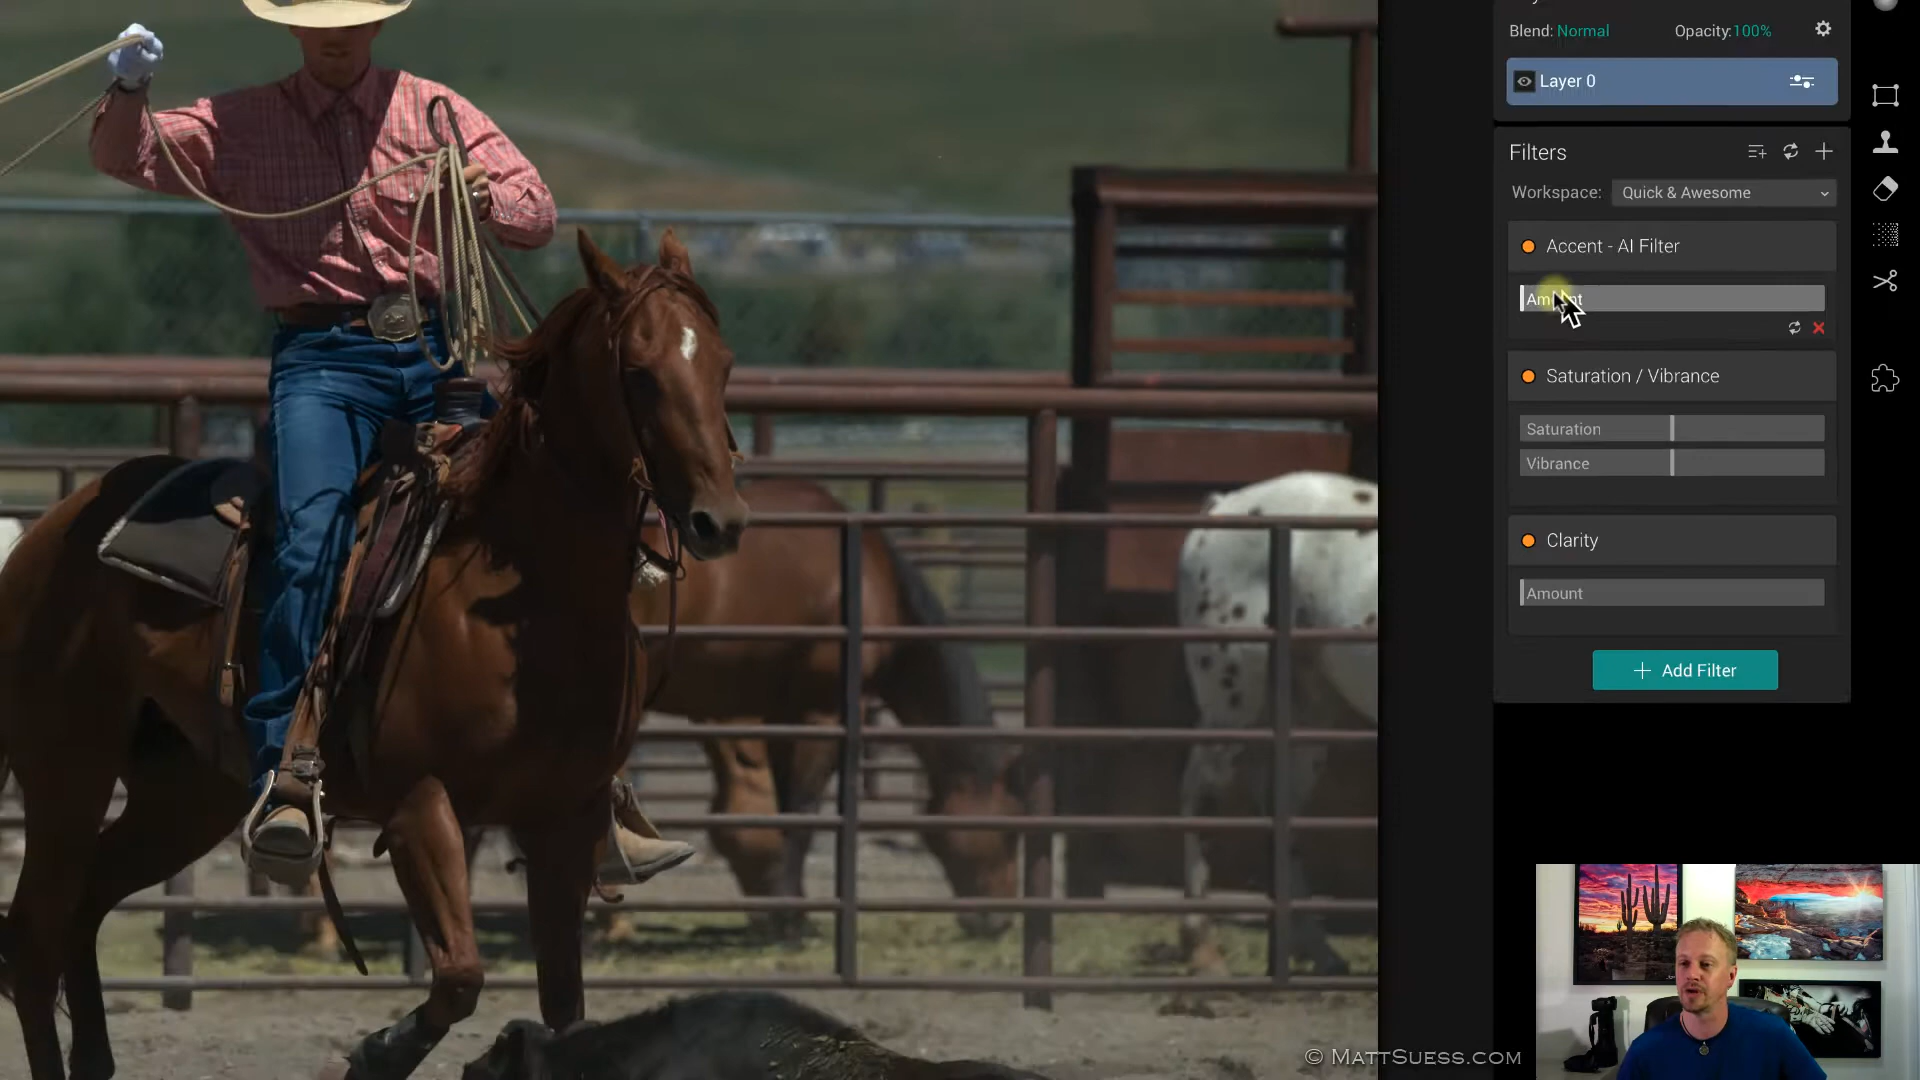 Blend: Normal Opacity:100%
Layer 0
Filters
Workspace: Quick & Awesome
Accent - AI Filter
Saturation / Vibrance
Saturation
Vibrance
Clarity
Amount
Add Filter
© MattSuess.com